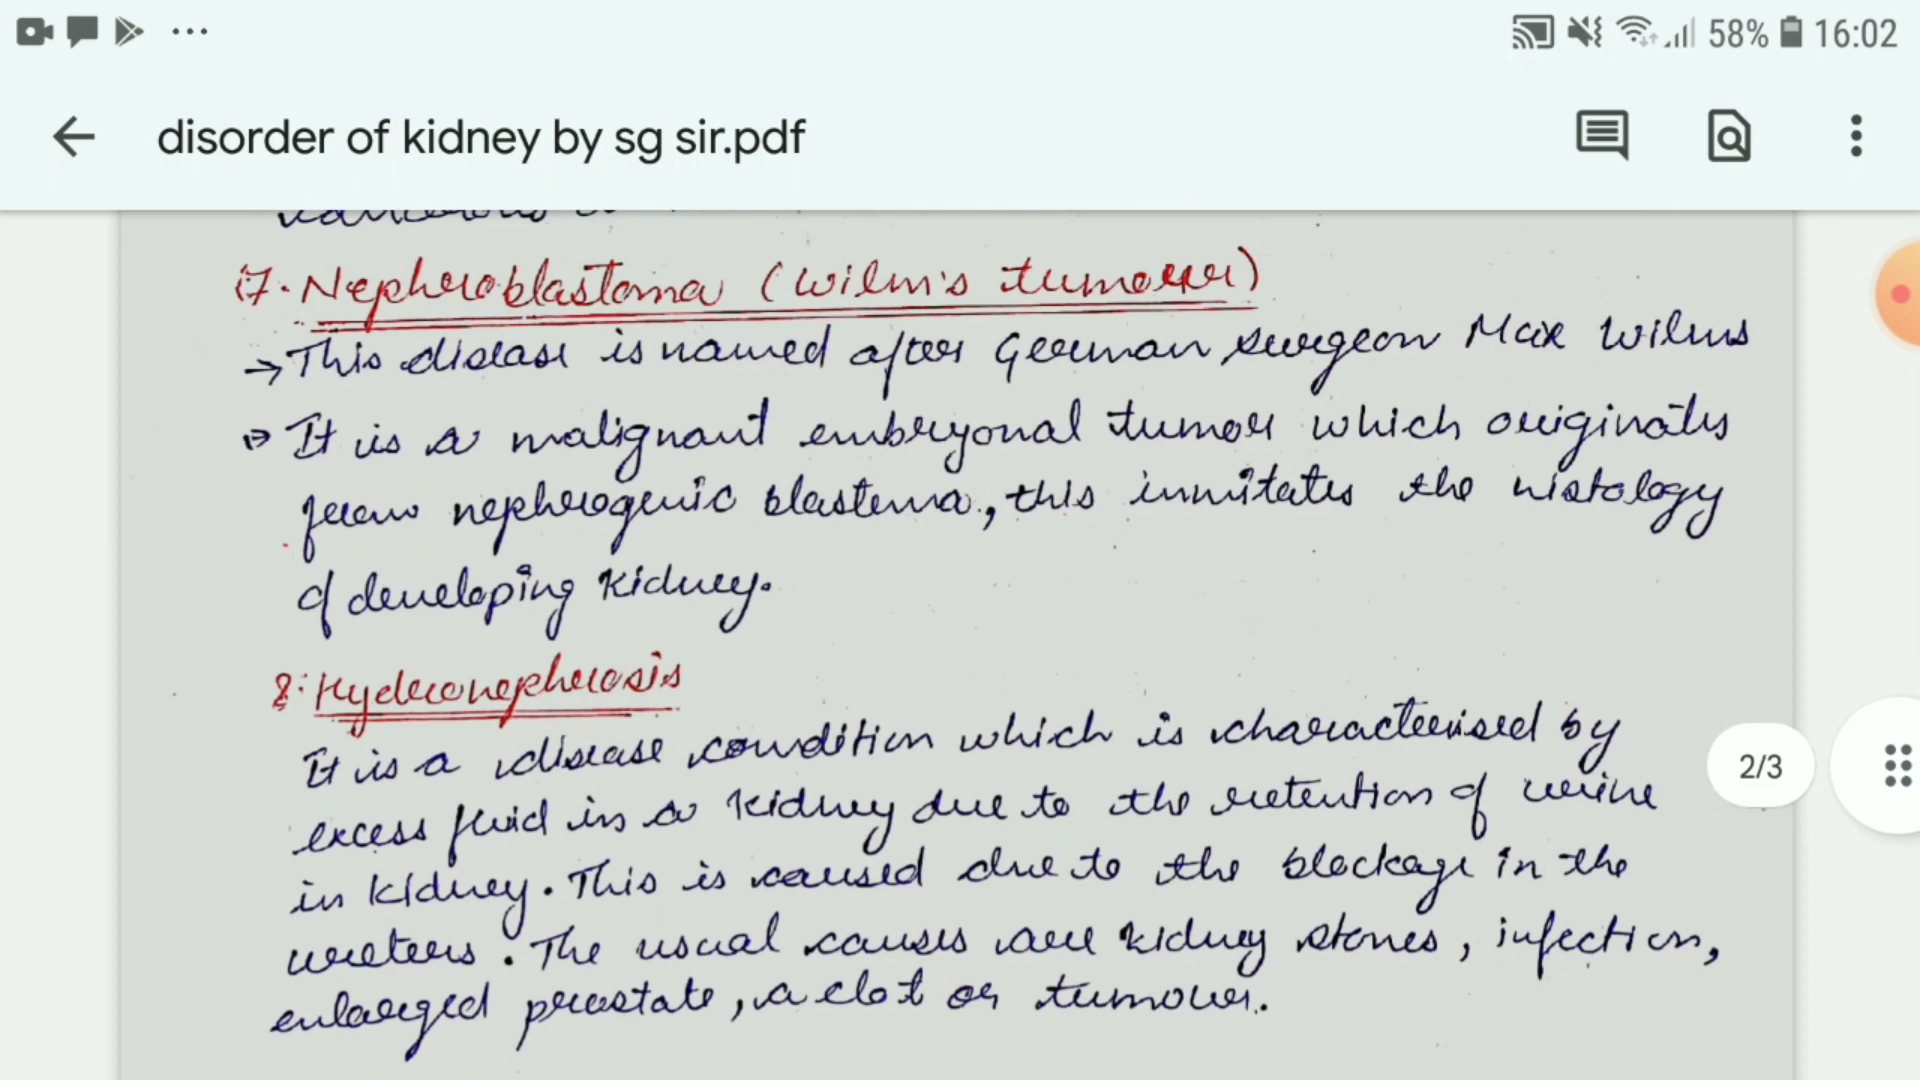 58% 16:02
disorder of kidney by sg sir.pdf
7. Nephroblastoma (Wilm's tumour)
→ This disease is named after German surgeon Max Wilms
⇒ It is a malignant embryonal tumor which originates
from nephrogenic blastema, this immitates the histology
of developing kidney.
8: Hydronephrosis
It is a disease condition which is characterised by
excess fluid in a kidney due to the retention of urine
in kidney. This is caused due to the blockage in the
ureters. The usual causes are kidney stones, infection,
enlarged prostate, a clot or tumour.
2/3